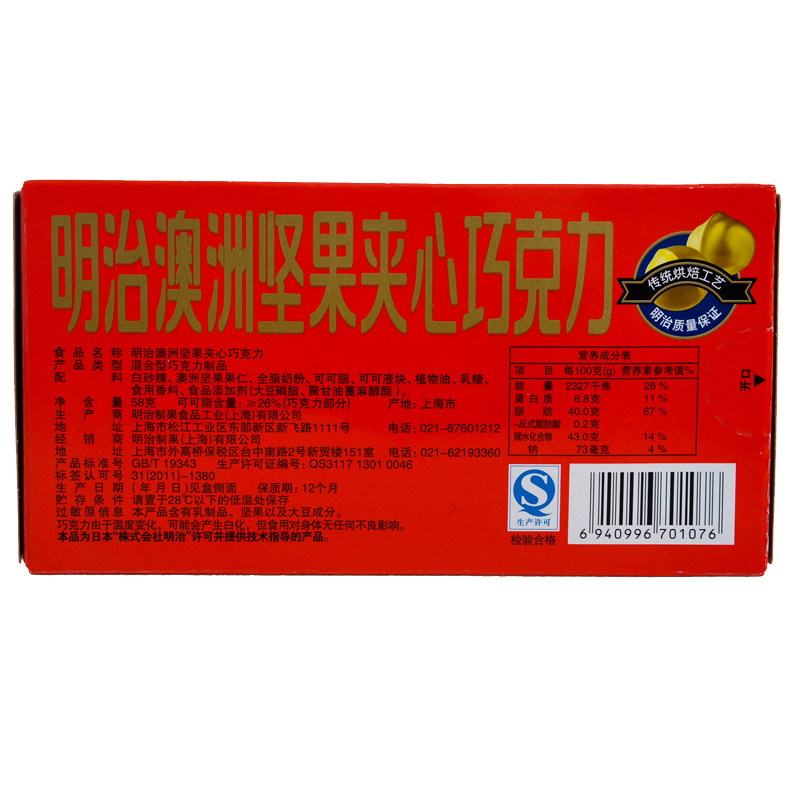 明治澳洲坚果夹心巧克力
传统烘焙工艺
明治质量保证
食品名称 明治澳洲坚果夹心巧克力
产品类型 混合型巧克力制品
配料 白砂糖、澳洲坚果果仁、全脂奶粉、可可脂、可可液块、植物油、乳糖、
食用香料、食品添加剂(大豆磷脂、聚甘油蓖麻醇酯)。
净含量 58克 可可脂含量:≥26%(巧克力部分) 产地:上海市
生产商 明治制果食品工业(上海)有限公司
地址 上海市松江工业区东部新区新飞路1111号 电话:021-67601212
经销商 明治制果(上海)有限公司
地址 上海市外高桥保税区台中南路2号新贸楼151室 电话:021-62193360
产品标准号 GB/T 19343 生产许可证编号:QS3117 1301 0046
标签认可号 31(2011)-1380
生产日期 (年月日)见盒侧面 保质期:12个月
贮存条件 请置于28℃以下的低温处保存
过敏原信息 本产品含有乳制品、坚果以及大豆成分。
巧克力由于温度变化,可能会产生白化,但食用对身体无任何不良影响。
本品为日本“株式会社明治”许可并提供技术指导的产品。
营养成分表
项目 每100克(g) 营养素参考值%
能量 2327千焦 28%
蛋白质 6.8克 11%
脂肪 40.0克 67%
-反式脂肪酸 0.2克
碳水化合物 43.0克 14%
钠 73毫克 4%
开口
QS
生产许可
检验合格
6 940996 701076